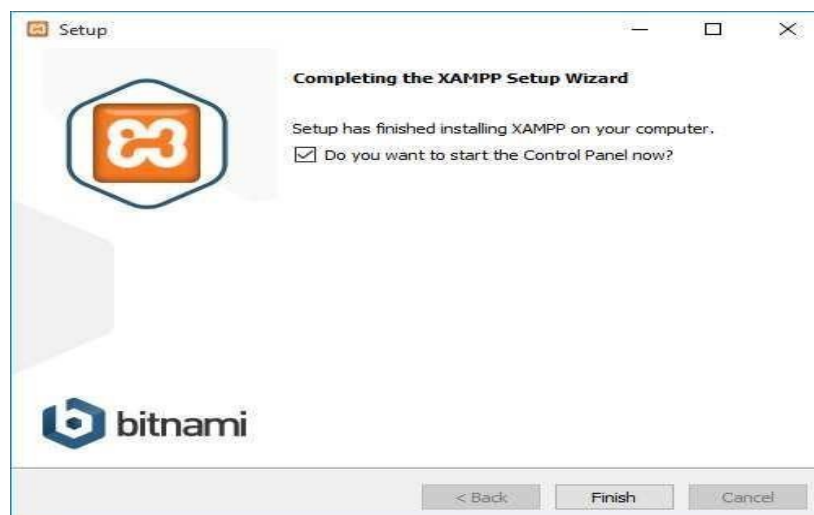 Setup
Completing the XAMPP Setup Wizard
Setup has finished installing XAMPP on your computer.
Do you want to start the Control Panel now?
bitnami
< Back Finish Cancel